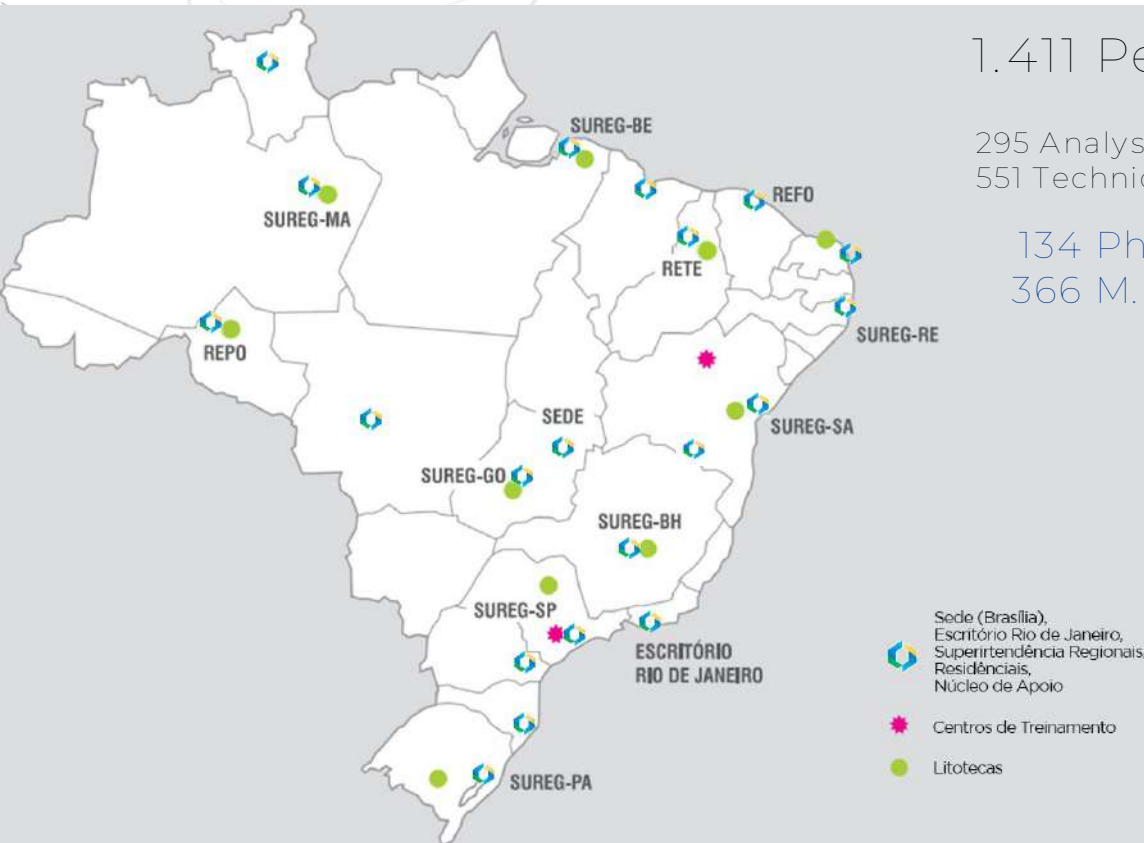 1.411 Pe
295 Analys
551 Technic
134 Ph
366 M.
SUREG-BE
REFO
SUREG-MA
RETE
REPO
SUREG-RE
SEDE
SUREG-SA
SUREG-GO
SUREG-BH
SUREG-SP
ESCRITÓRIO
RIO DE JANEIRO
SUREG-PA
Sede (Brasília),
Escritório Rio de Janeiro,
Superirtendência Regionais,
Residênciais,
Núcleo de Apoio
Centros de Treinamento
Litotecas